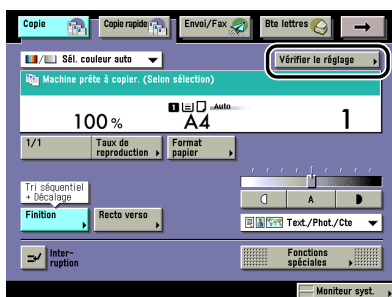 Copie
Copie rapide
Envoi/Fax
Bte lettres
Sél. couleur auto
Vérifier le réglage
Machine prête à copier. (Selon sélection)
100 %
1
Auto
A4
1
1/1
Taux de
reproduction
Format
papier
Tri séquentiel
+ Décalage
Finition
Recto verso
A
Text./Phot./Cte
Inter-
ruption
Fonctions
spéciales
Moniteur syst.